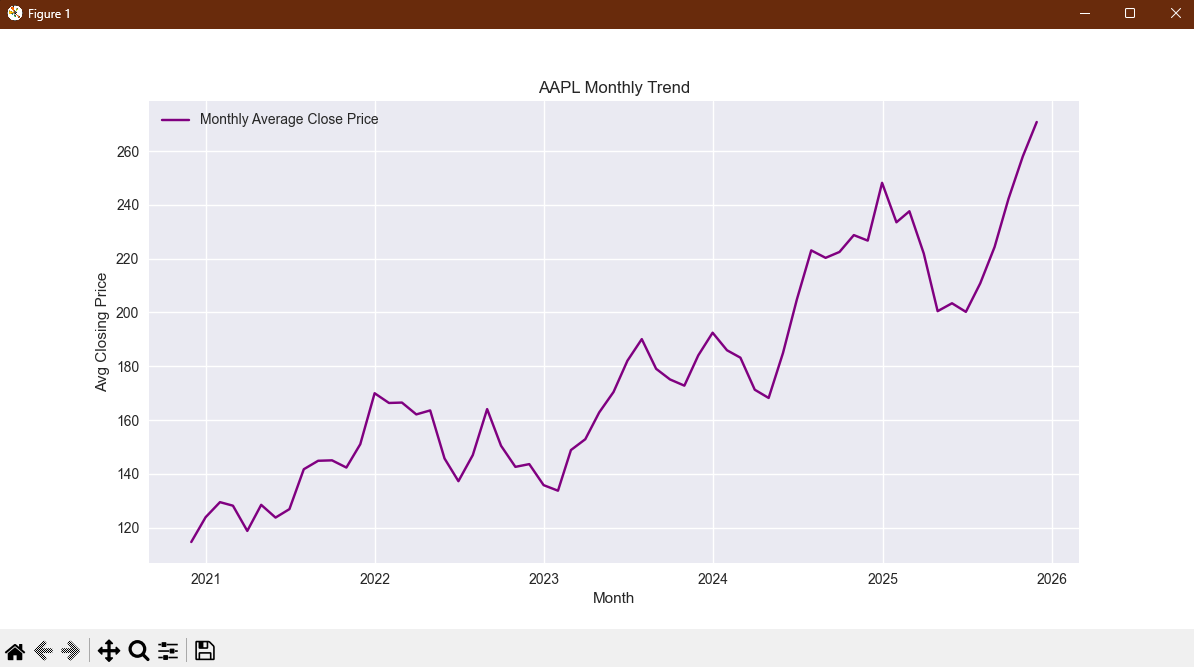 Figure 1
AAPL Monthly Trend
Monthly Average Close Price
260
240
220
200
180
160
140
120
Avg Closing Price
2021 2022 2023 2024 2025 2026
Month